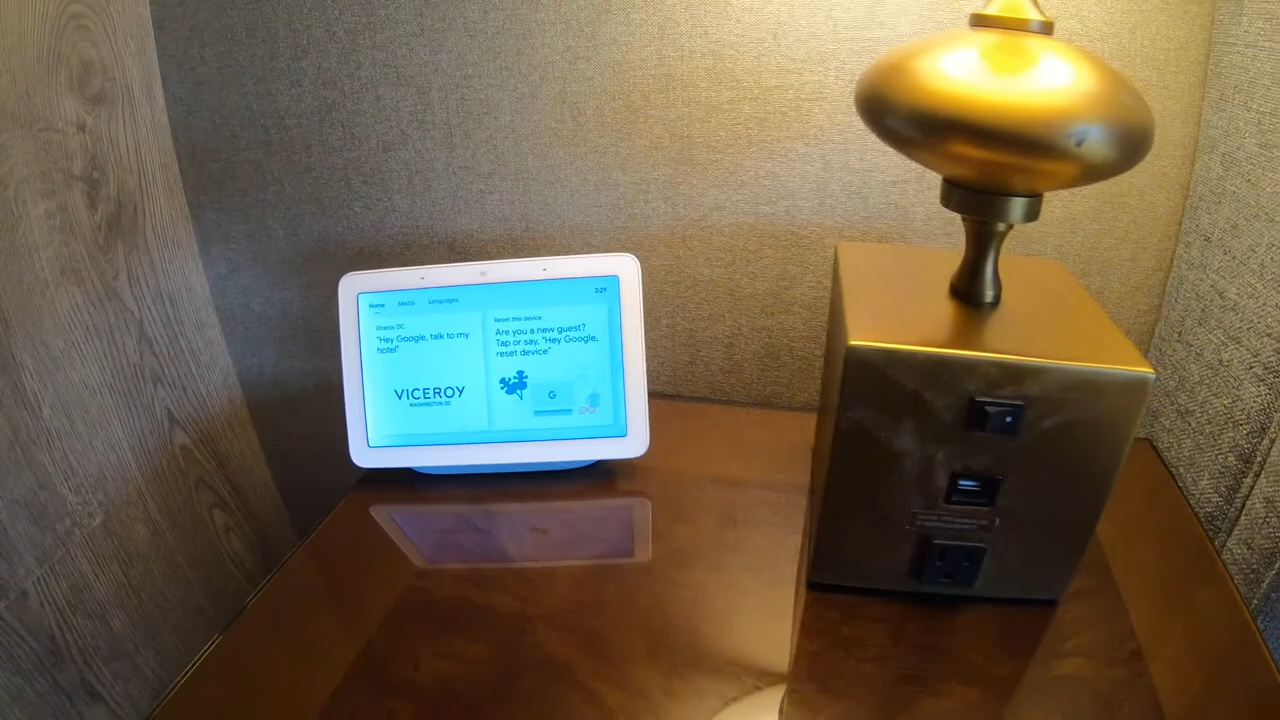 3:29
Home Media Languages
Viceroy DC
"Hey Google, talk to my
hotel"
VICEROY
WASHINGTON DC
Reset this device
Are you a new guest?
Tap or say, "Hey Google,
reset device"
G